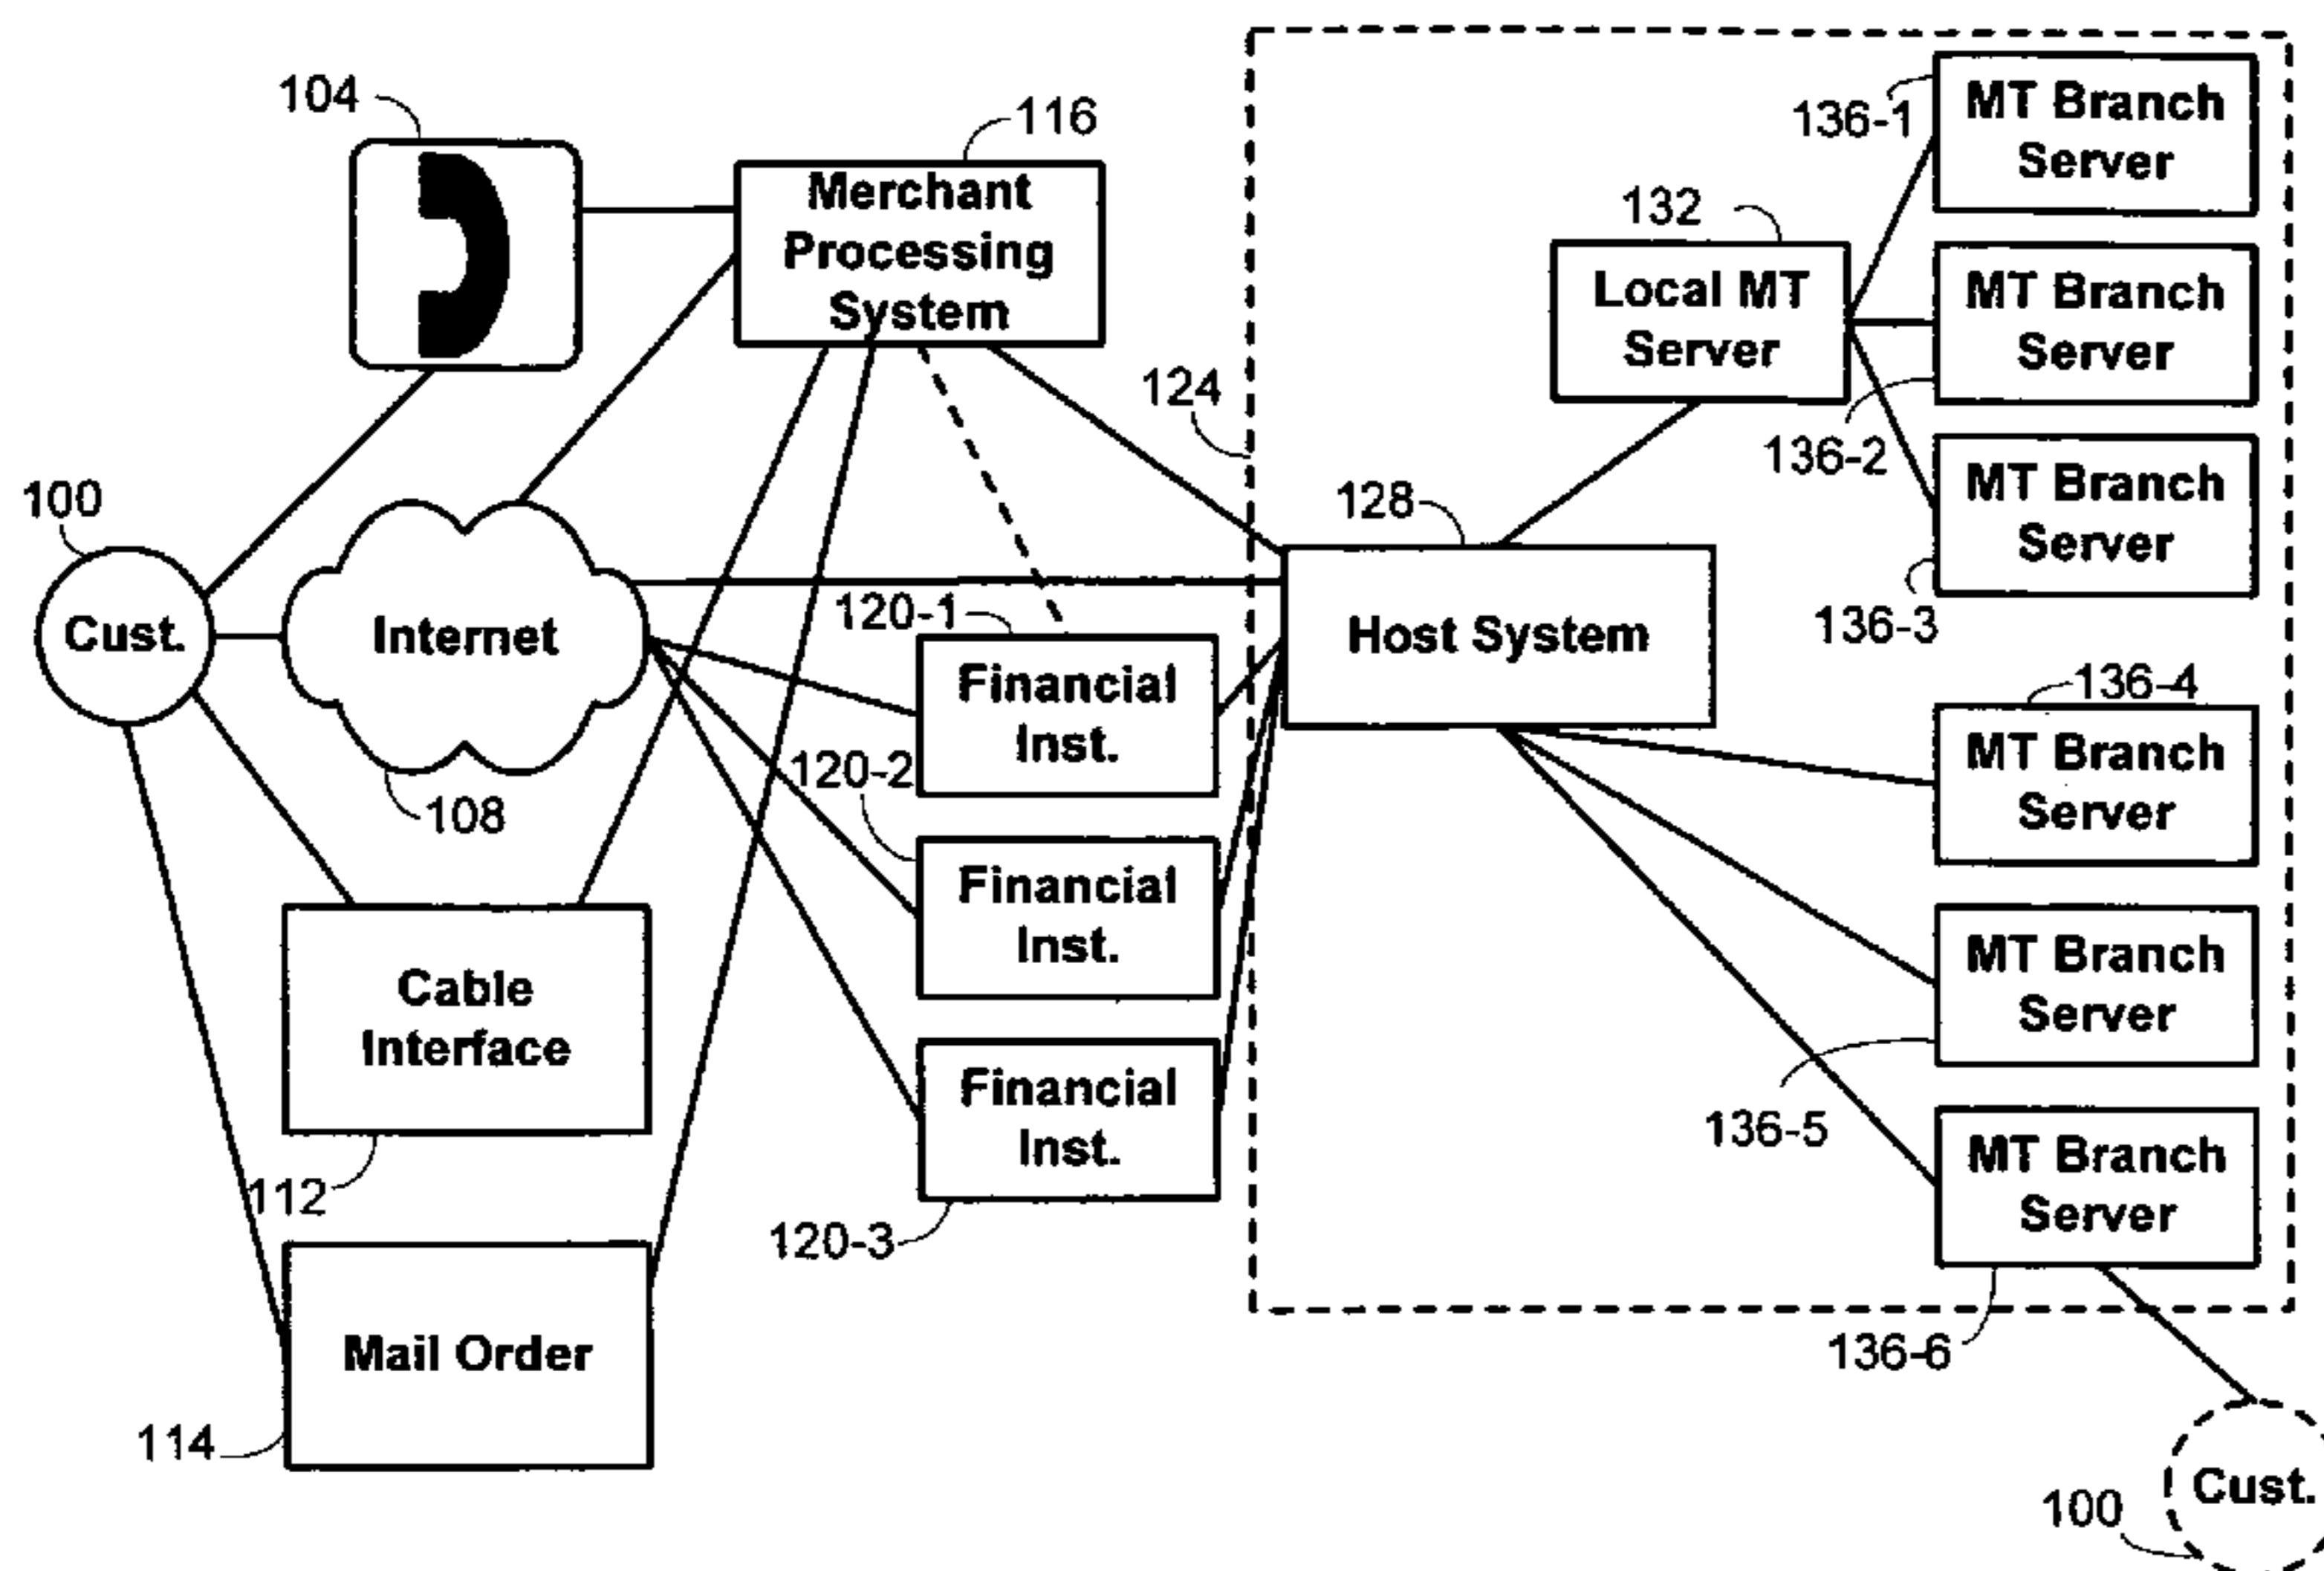 104
116
Merchant
Processing
System
136-1
MT Branch
Server
132
Local MT
Server
MT Branch
Server
136-2
124
MT Branch
Server
136-3
100
Cust.
Internet
108
128
Host System
120-1
Financial
Inst.
120-2
Financial
Inst.
Financial
Inst.
120-3
136-4
MT Branch
Server
MT Branch
Server
136-5
MT Branch
Server
136-6
Cable
Interface
112
Mail Order
114
Cust.
100